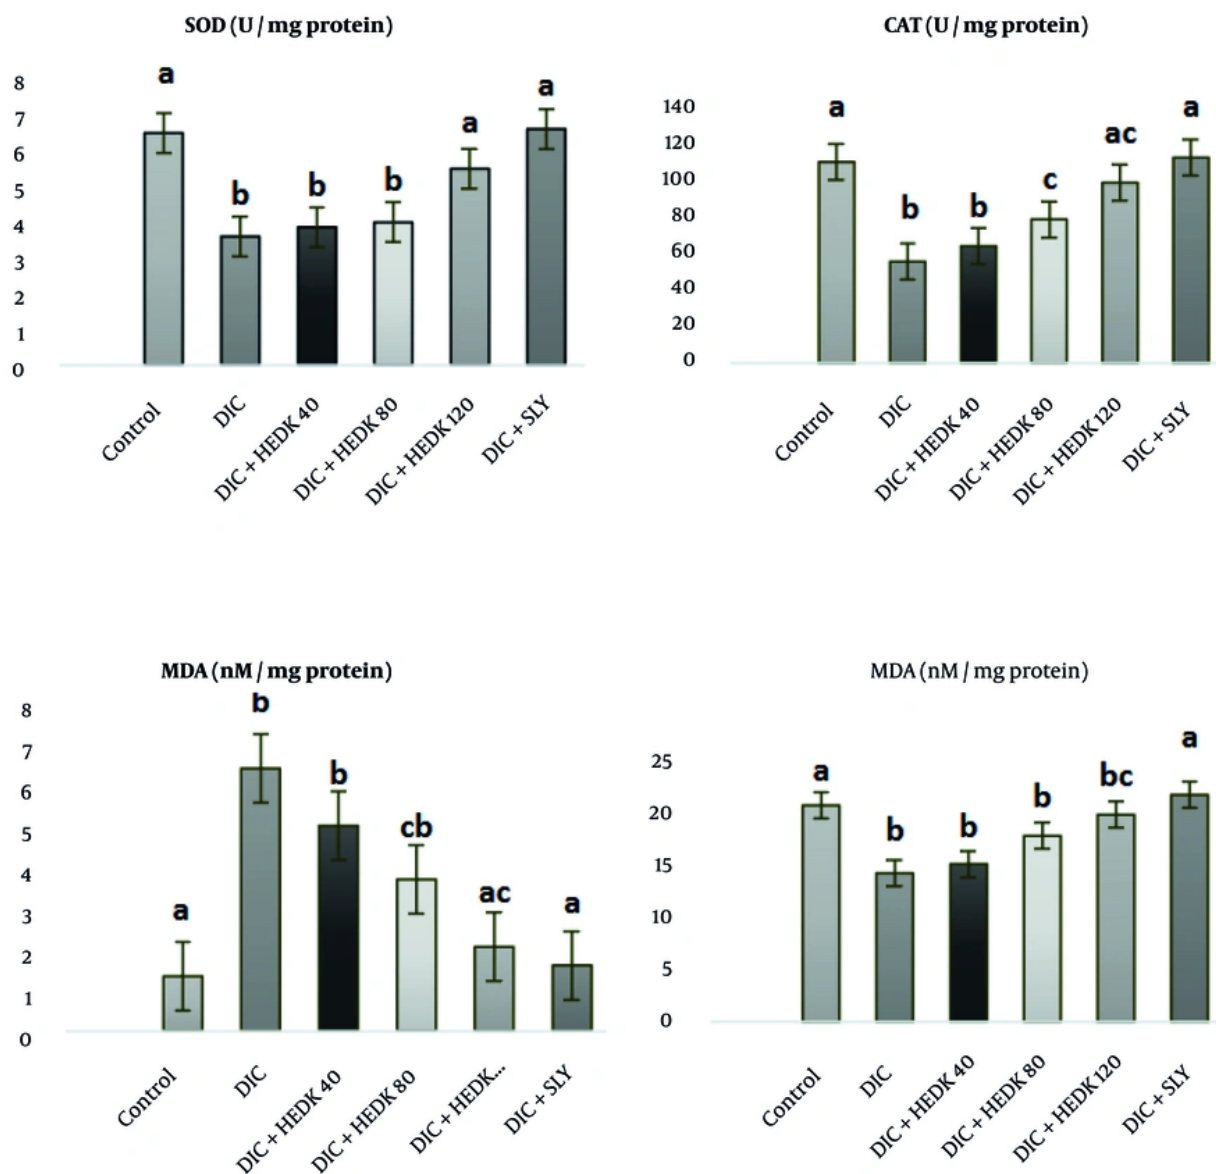 SOD (U / mg protein)
8
7
6
5
4
3
2
1
0
a
b
b
b
a
a
Control
DIC
DIC + HEDK 40
DIC + HEDK 80
DIC + HEDK 120
DIC + SLY
CAT (U / mg protein)
140
120
100
80
60
40
20
0
a
b
b
c
ac
a
Control
DIC
DIC + HEDK 40
DIC + HEDK 80
DIC + HEDK 120
DIC + SLY
MDA (nM / mg protein)
8
7
6
5
4
3
2
1
0
a
b
b
cb
ac
a
Control
DIC
DIC + HEDK 40
DIC + HEDK 80
DIC + HEDK...
DIC + SLY
MDA (nM / mg protein)
25
20
15
10
5
0
a
b
b
b
bc
a
Control
DIC
DIC + HEDK 40
DIC + HEDK 80
DIC + HEDK 120
DIC + SLY